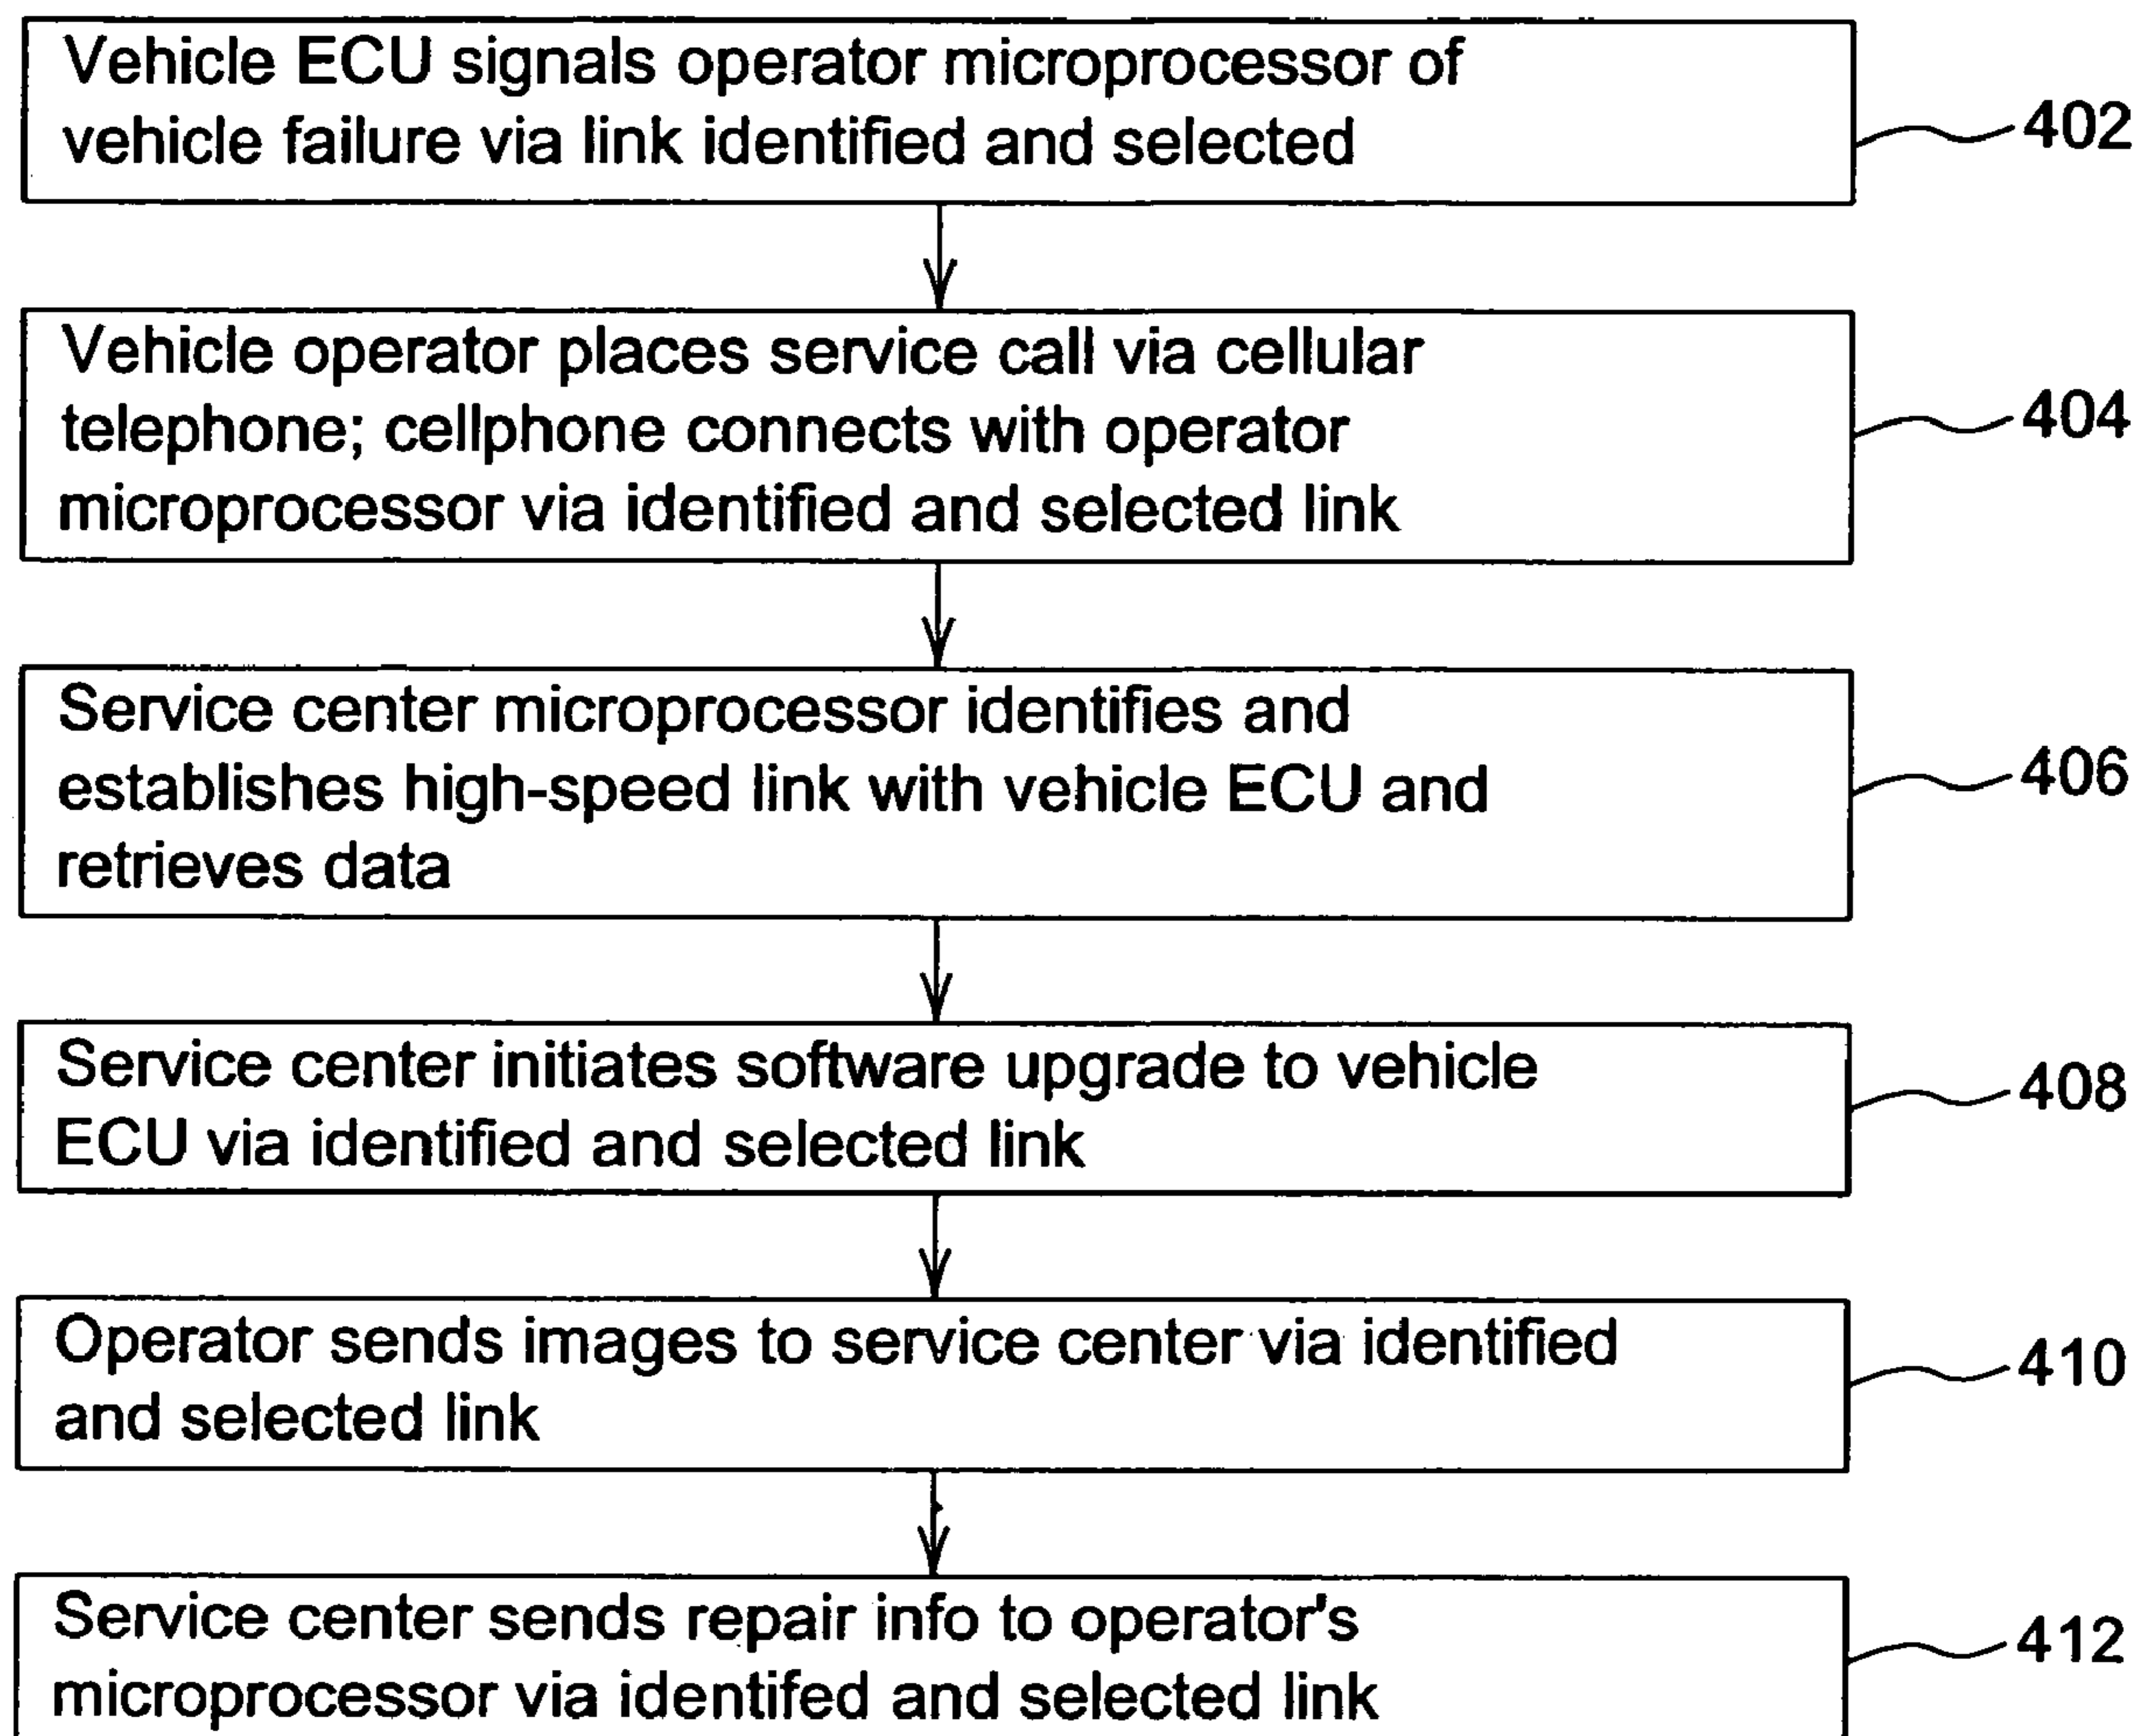 Vehicle ECU signals operator microprocessor of
vehicle failure via link identified and selected
402
Vehicle operator places service call via cellular
telephone; cellphone connects with operator
microprocessor via identified and selected link
404
Service center microprocessor identifies and
establishes high-speed link with vehicle ECU and
retrieves data
406
Service center initiates software upgrade to vehicle
ECU via identified and selected link
408
Operator sends images to service center via identified
and selected link
410
Service center sends repair info to operator's
microprocessor via identifed and selected link
412